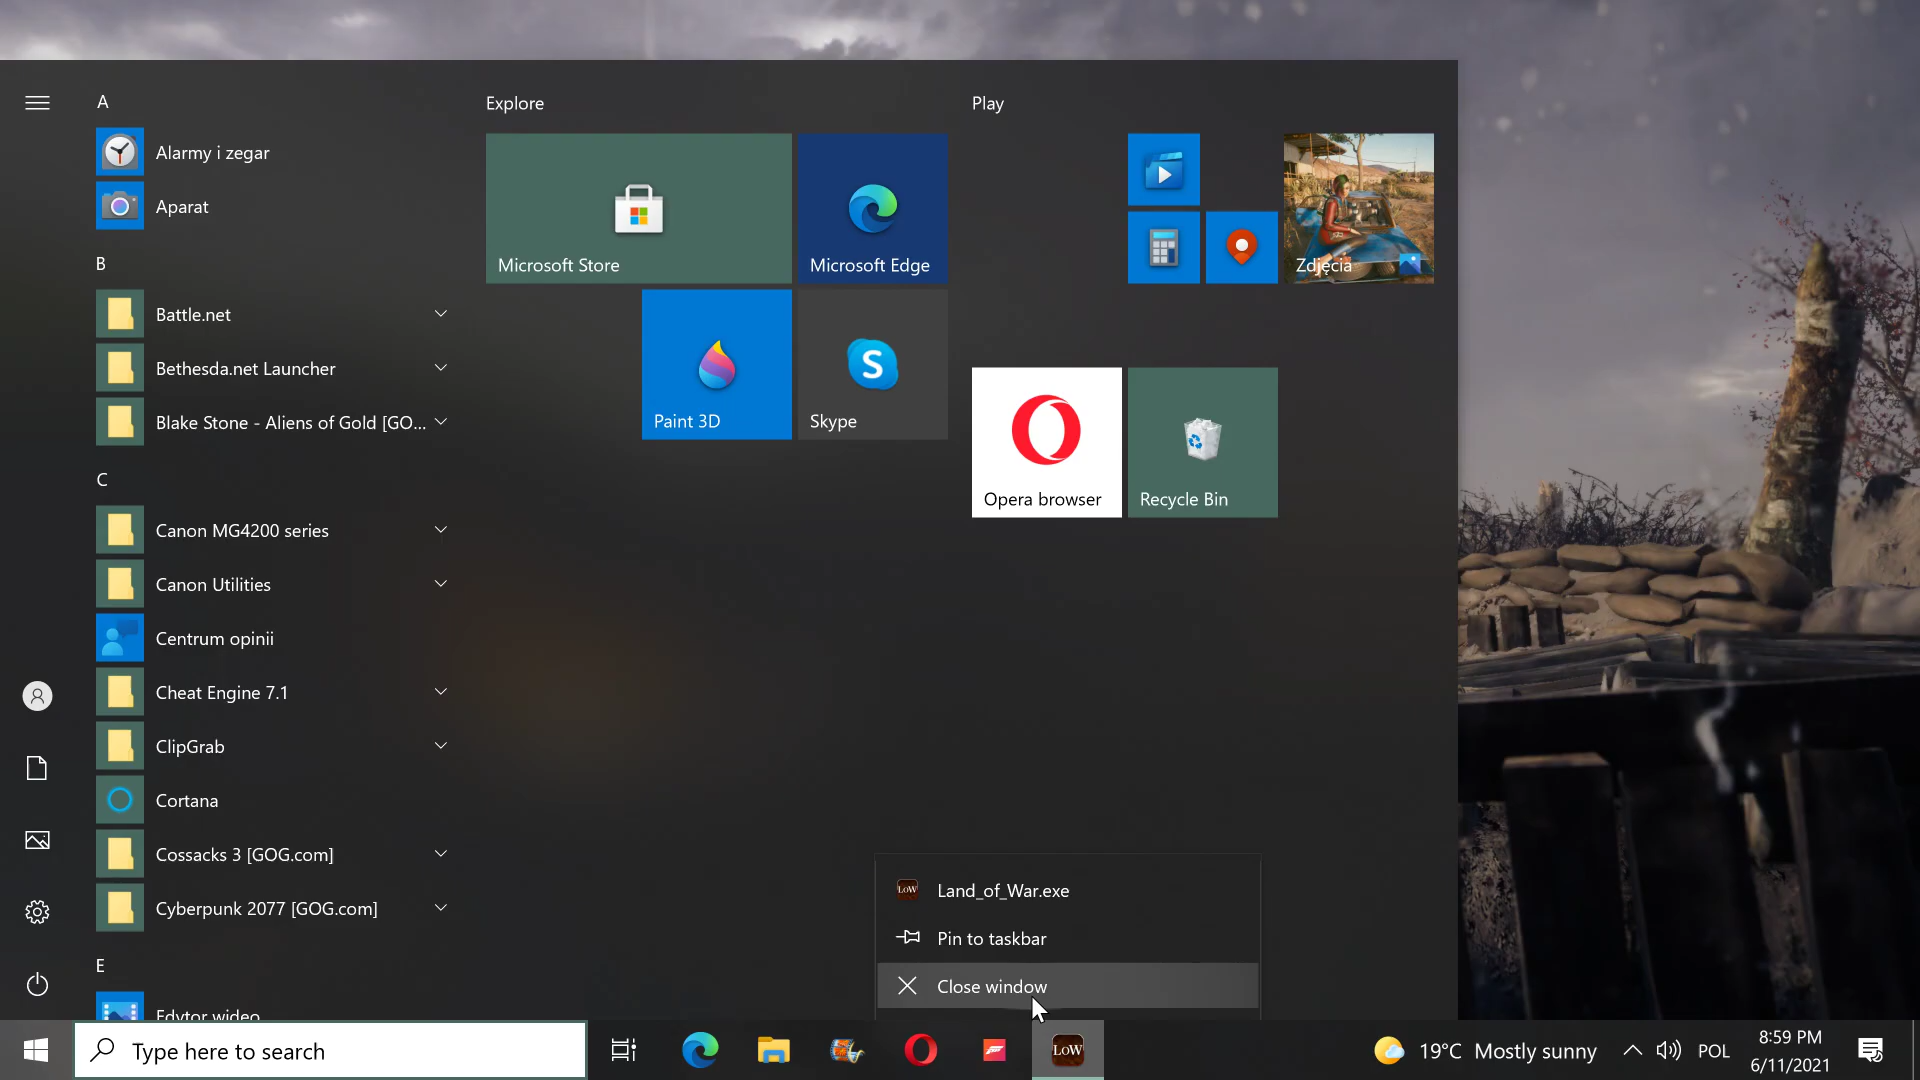 A
Alarmy i zegar
Aparat
B
Battle.net
Bethesda.net Launcher
Blake Stone - Aliens of Gold [GO...
C
Canon MG4200 series
Canon Utilities
Centrum opinii
Cheat Engine 7.1
ClipGrab
Cortana
Cossacks 3 [GOG.com]
Cyberpunk 2077 [GOG.com]
E
Edytor wideo
Explore
Microsoft Store
Microsoft Edge
Paint 3D
S
Skype
Play
Zdjęcia
Opera browser
Recycle Bin
LoW
Land_of_War.exe
Pin to taskbar
Close window
Type here to search
LoW
19°C Mostly sunny
POL
8:59 PM
6/11/2021